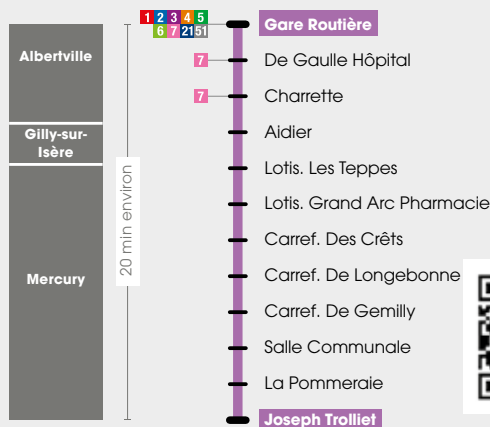 1 2 3 4 5
6 7 21 51
Gare Routière
Albertville
7 De Gaulle Hôpital
7 Charrette
Gilly-sur-
Isère
Aidier
Lotis. Les Teppes
20 min environ
Lotis. Grand Arc Pharmacie
Carref. Des Crêts
Mercury
Carref. De Longebonne
Carref. De Gemilly
Salle Communale
La Pommeraie
Joseph Trolliet